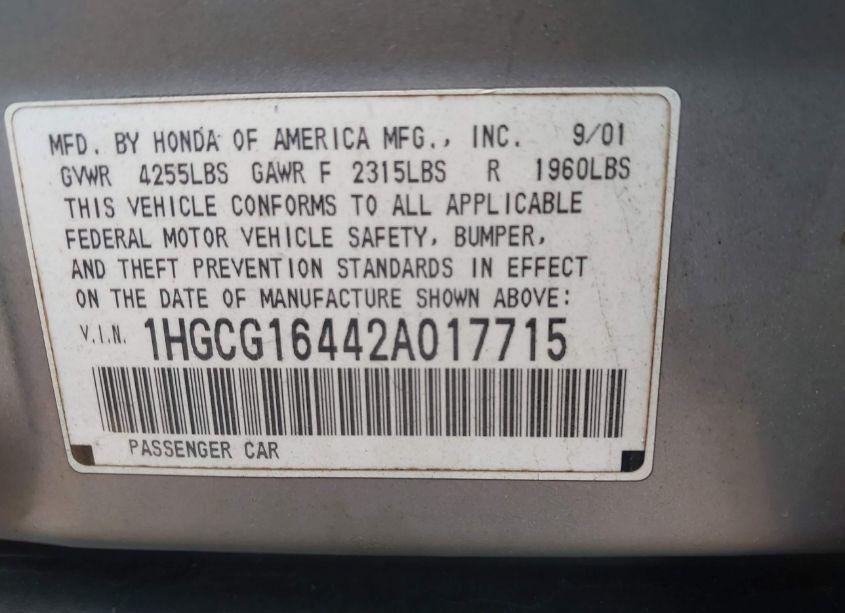 MFD. BY HONDA OF AMERICA MFG., INC. 9/01
GVWR 4255LBS GAWR F 2315LBS R 1960LBS
THIS VEHICLE CONFORMS TO ALL APPLICABLE
FEDERAL MOTOR VEHICLE SAFETY, BUMPER,
AND THEFT PREVENTION STANDARDS IN EFFECT
ON THE DATE OF MANUFACTURE SHOWN ABOVE:
V.I.N. 1HGCG16442A017715
PASSENGER CAR